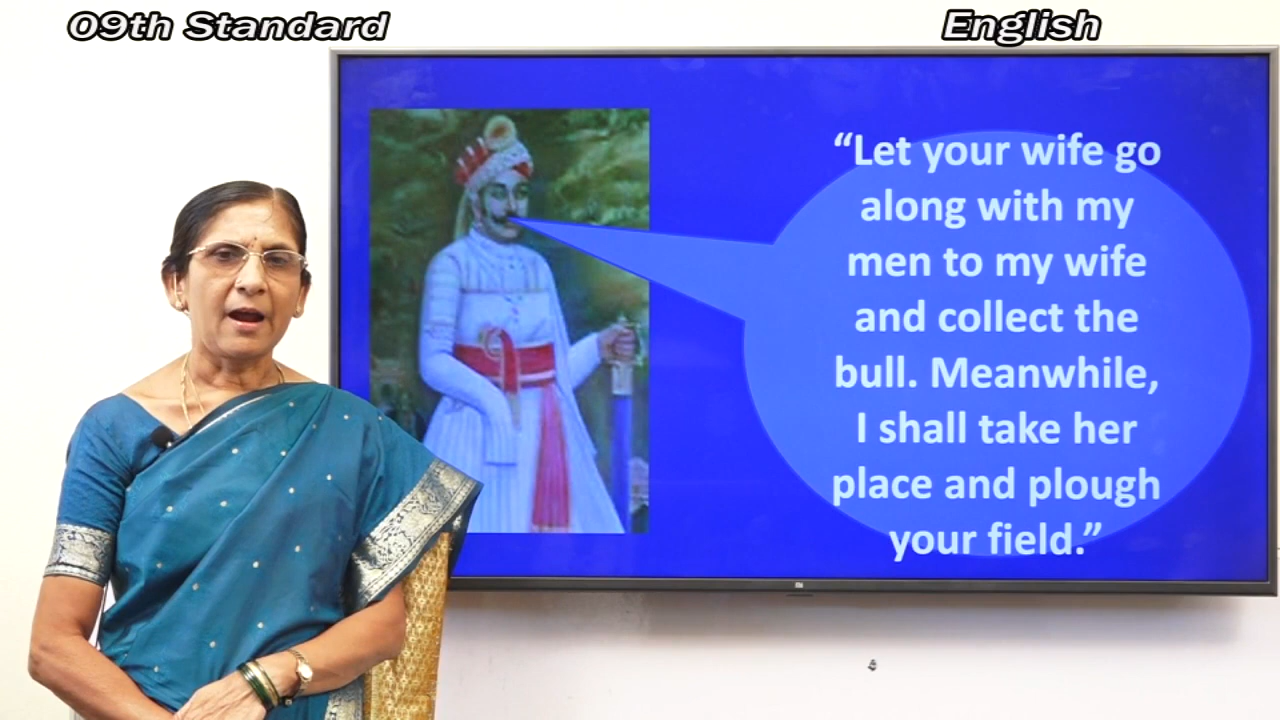 09th Standard
English
“Let your wife go
along with my
men to my wife
and collect the
bull. Meanwhile,
I shall take her
place and plough
your field.”